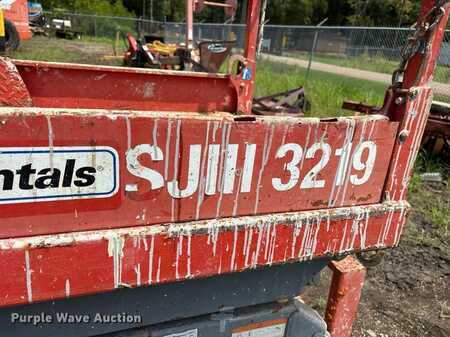 ntals®
SJIII 3219
Purple Wave Auction